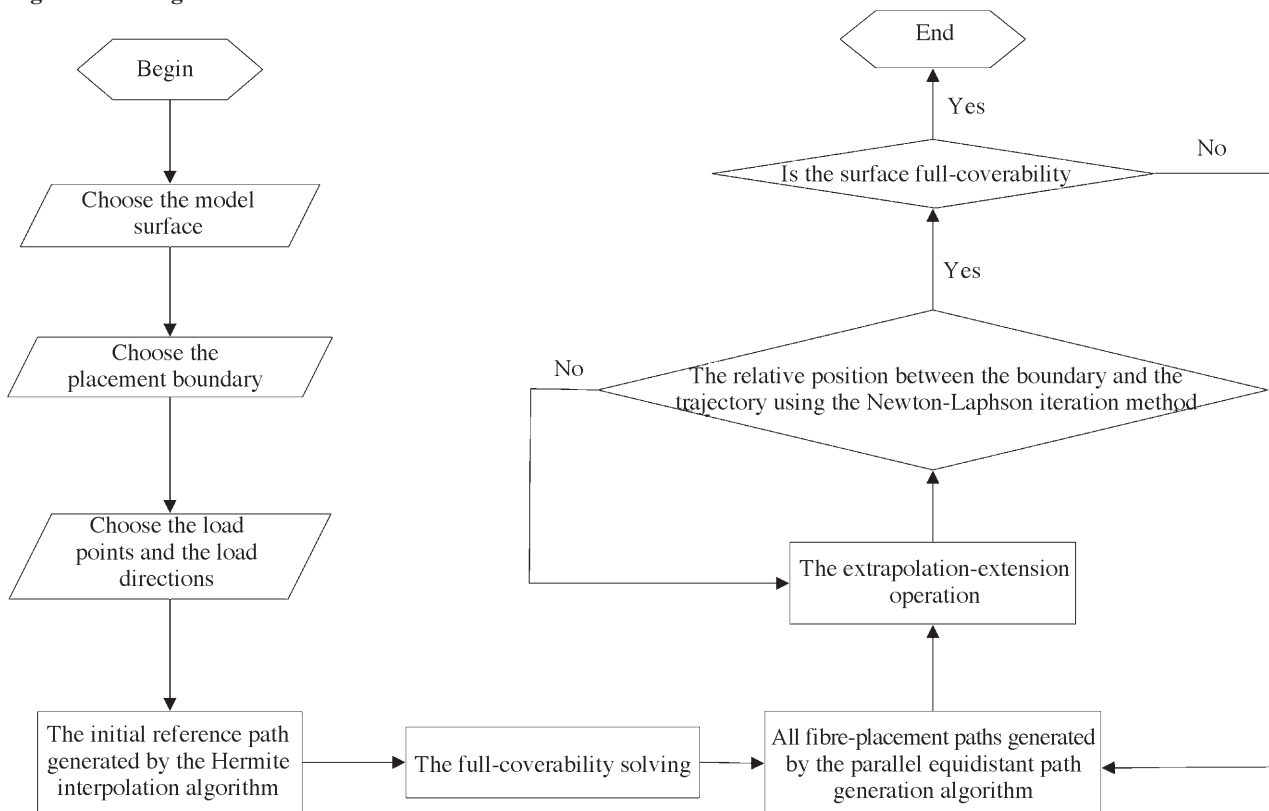 Begin
Choose the model
surface
Choose the
placement boundary
Choose the load
points and the load
directions
The initial reference path
generated by the Hermite
interpolation algorithm
The full-coverability solving
All fibre-placement paths generated
by the parallel equidistant path
generation algorithm
The extrapolation-extension
operation
The relative position between the boundary and the
trajectory using the Newton-Laphson iteration method
No
Yes
Is the surface full-coverability
No
Yes
End